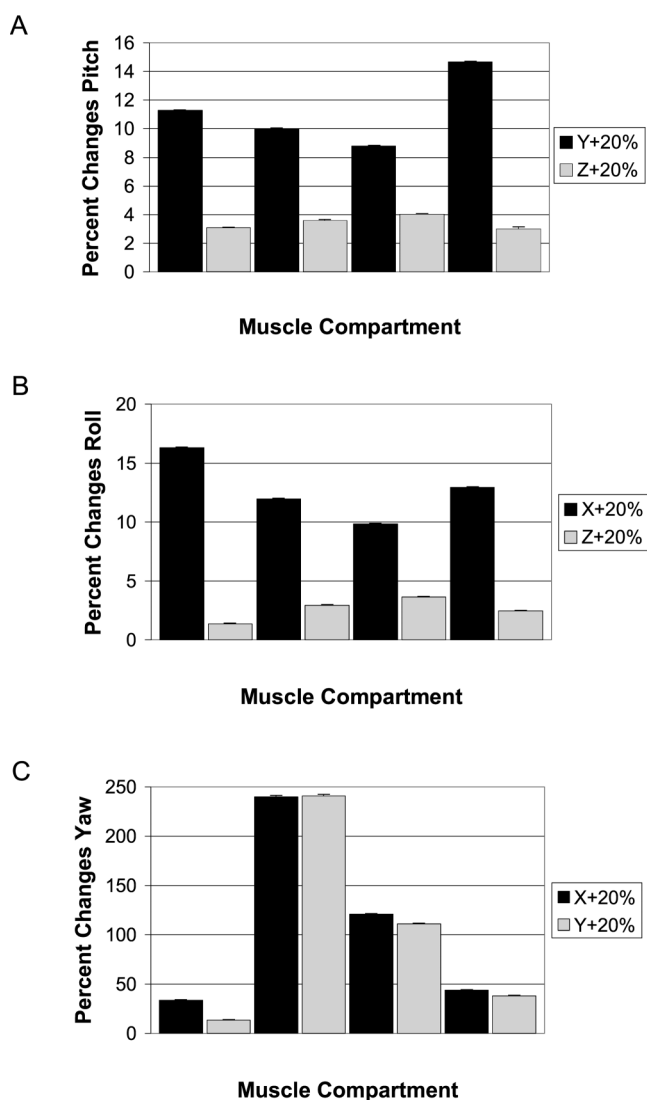 A
Percent Changes Pitch
16
14
12
10
8
6
4
2
0
Y+20%
Z+20%
Muscle Compartment
B
Percent Changes Roll
20
15
10
5
0
X+20%
Z+20%
Muscle Compartment
C
Percent Changes Yaw
250
200
150
100
50
0
X+20%
Y+20%
Muscle Compartment